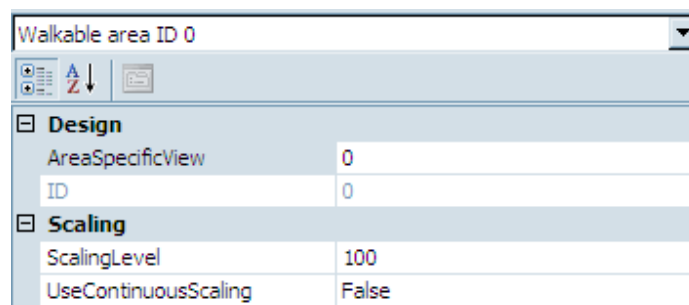 Walkable area ID 0
Design
AreaSpecificView 0
ID 0
Scaling
ScalingLevel 100
UseContinuousScaling False